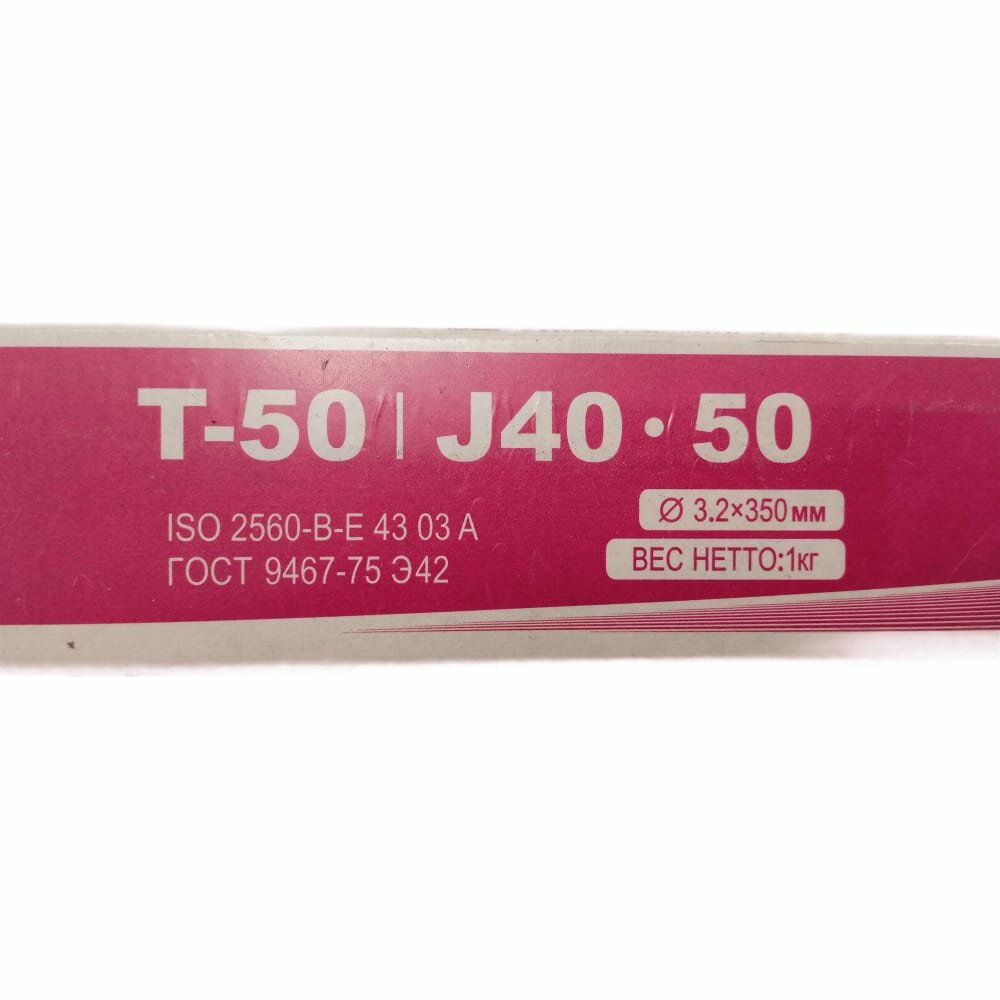 T-50 | J40 • 50
ISO 2560-B-E 43 03 A
ГОСТ 9467-75 Э42
Ø 3.2×350 мм
ВЕС НЕТТО:1кг